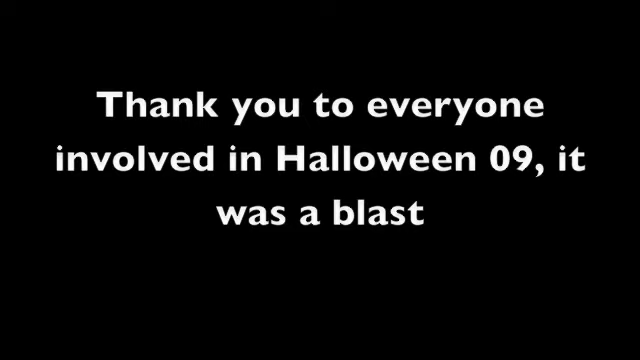 Thank you to everyone
involved in Halloween 09, it
was a blast